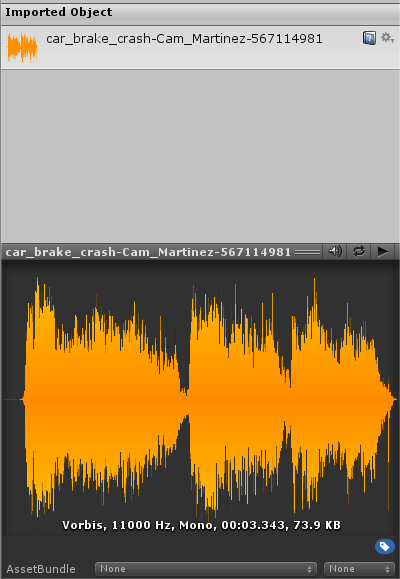 Imported Object
car_brake_crash-Cam_Martinez-567114981
car_brake_crash-Cam_Martinez-567114981
Vorbis, 11000 Hz, Mono, 00:03.343, 73.9 KB
AssetBundle None None